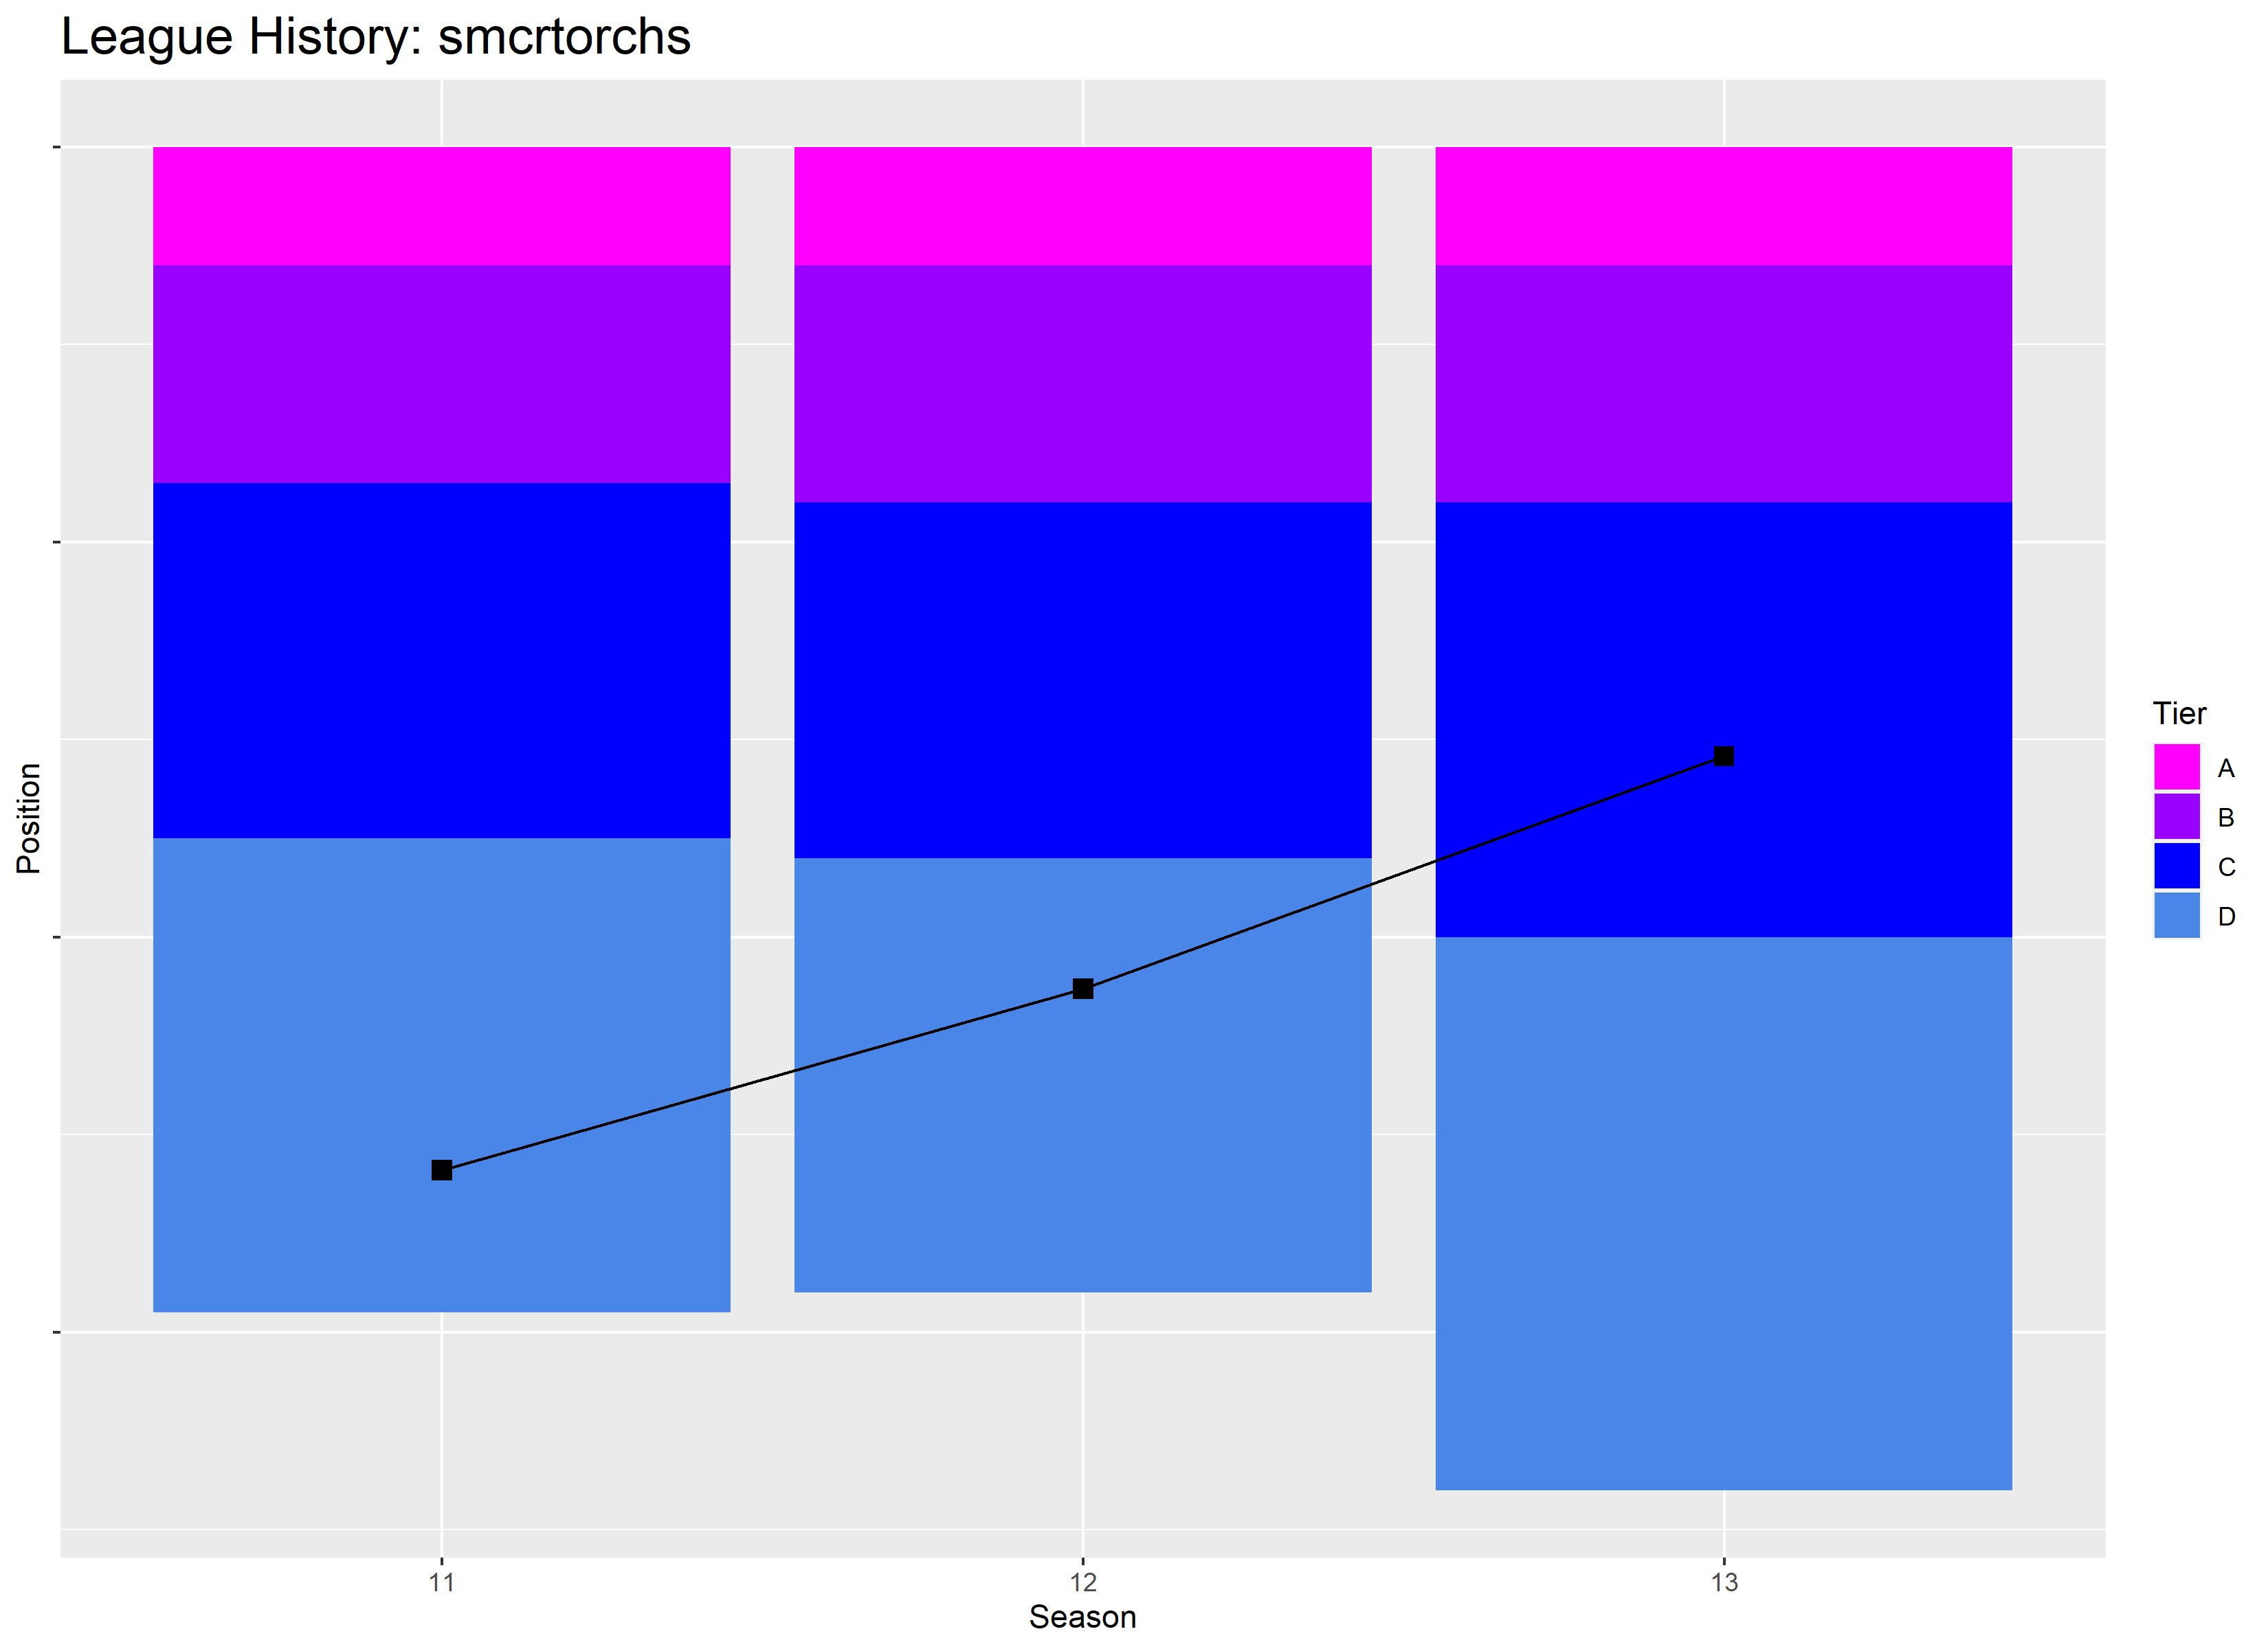 League History: smcrtorchs
Position
Tier
A
B
C
D
11
12
13
Season